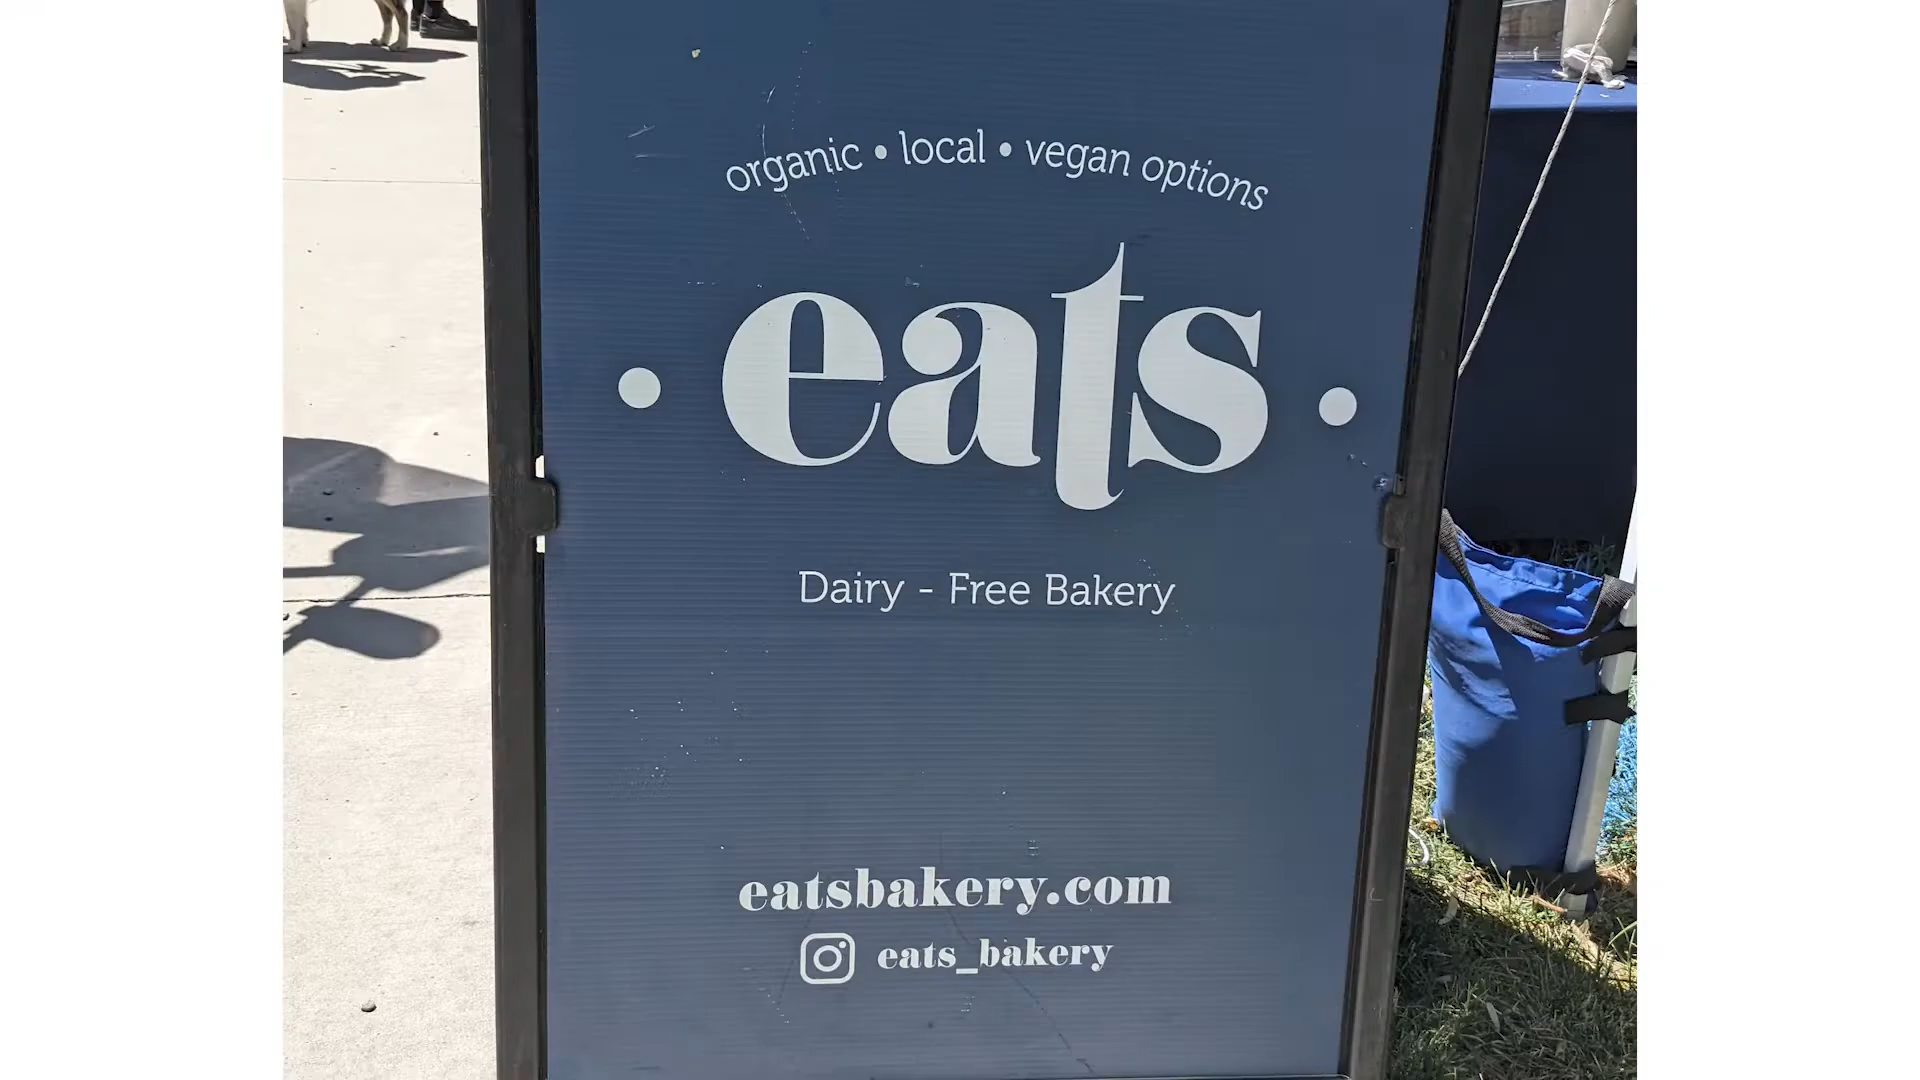 organic • local • vegan options
• eats •
Dairy - Free Bakery
eatsbakery.com
eats_bakery